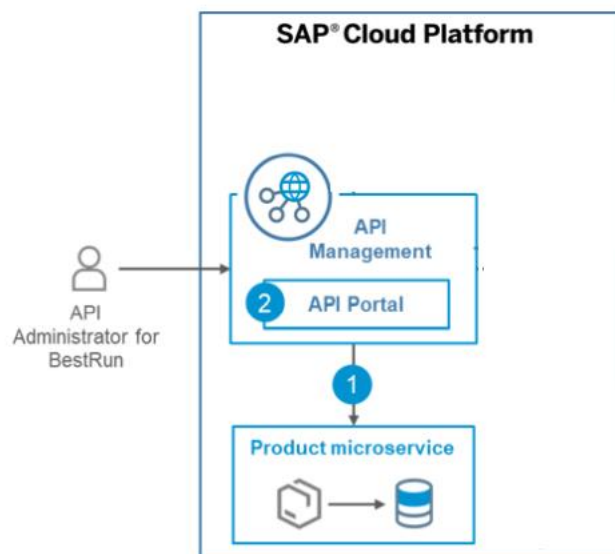 SAP® Cloud Platform
API
Management
2
API Portal
API
Administrator for
BestRun
1
Product microservice